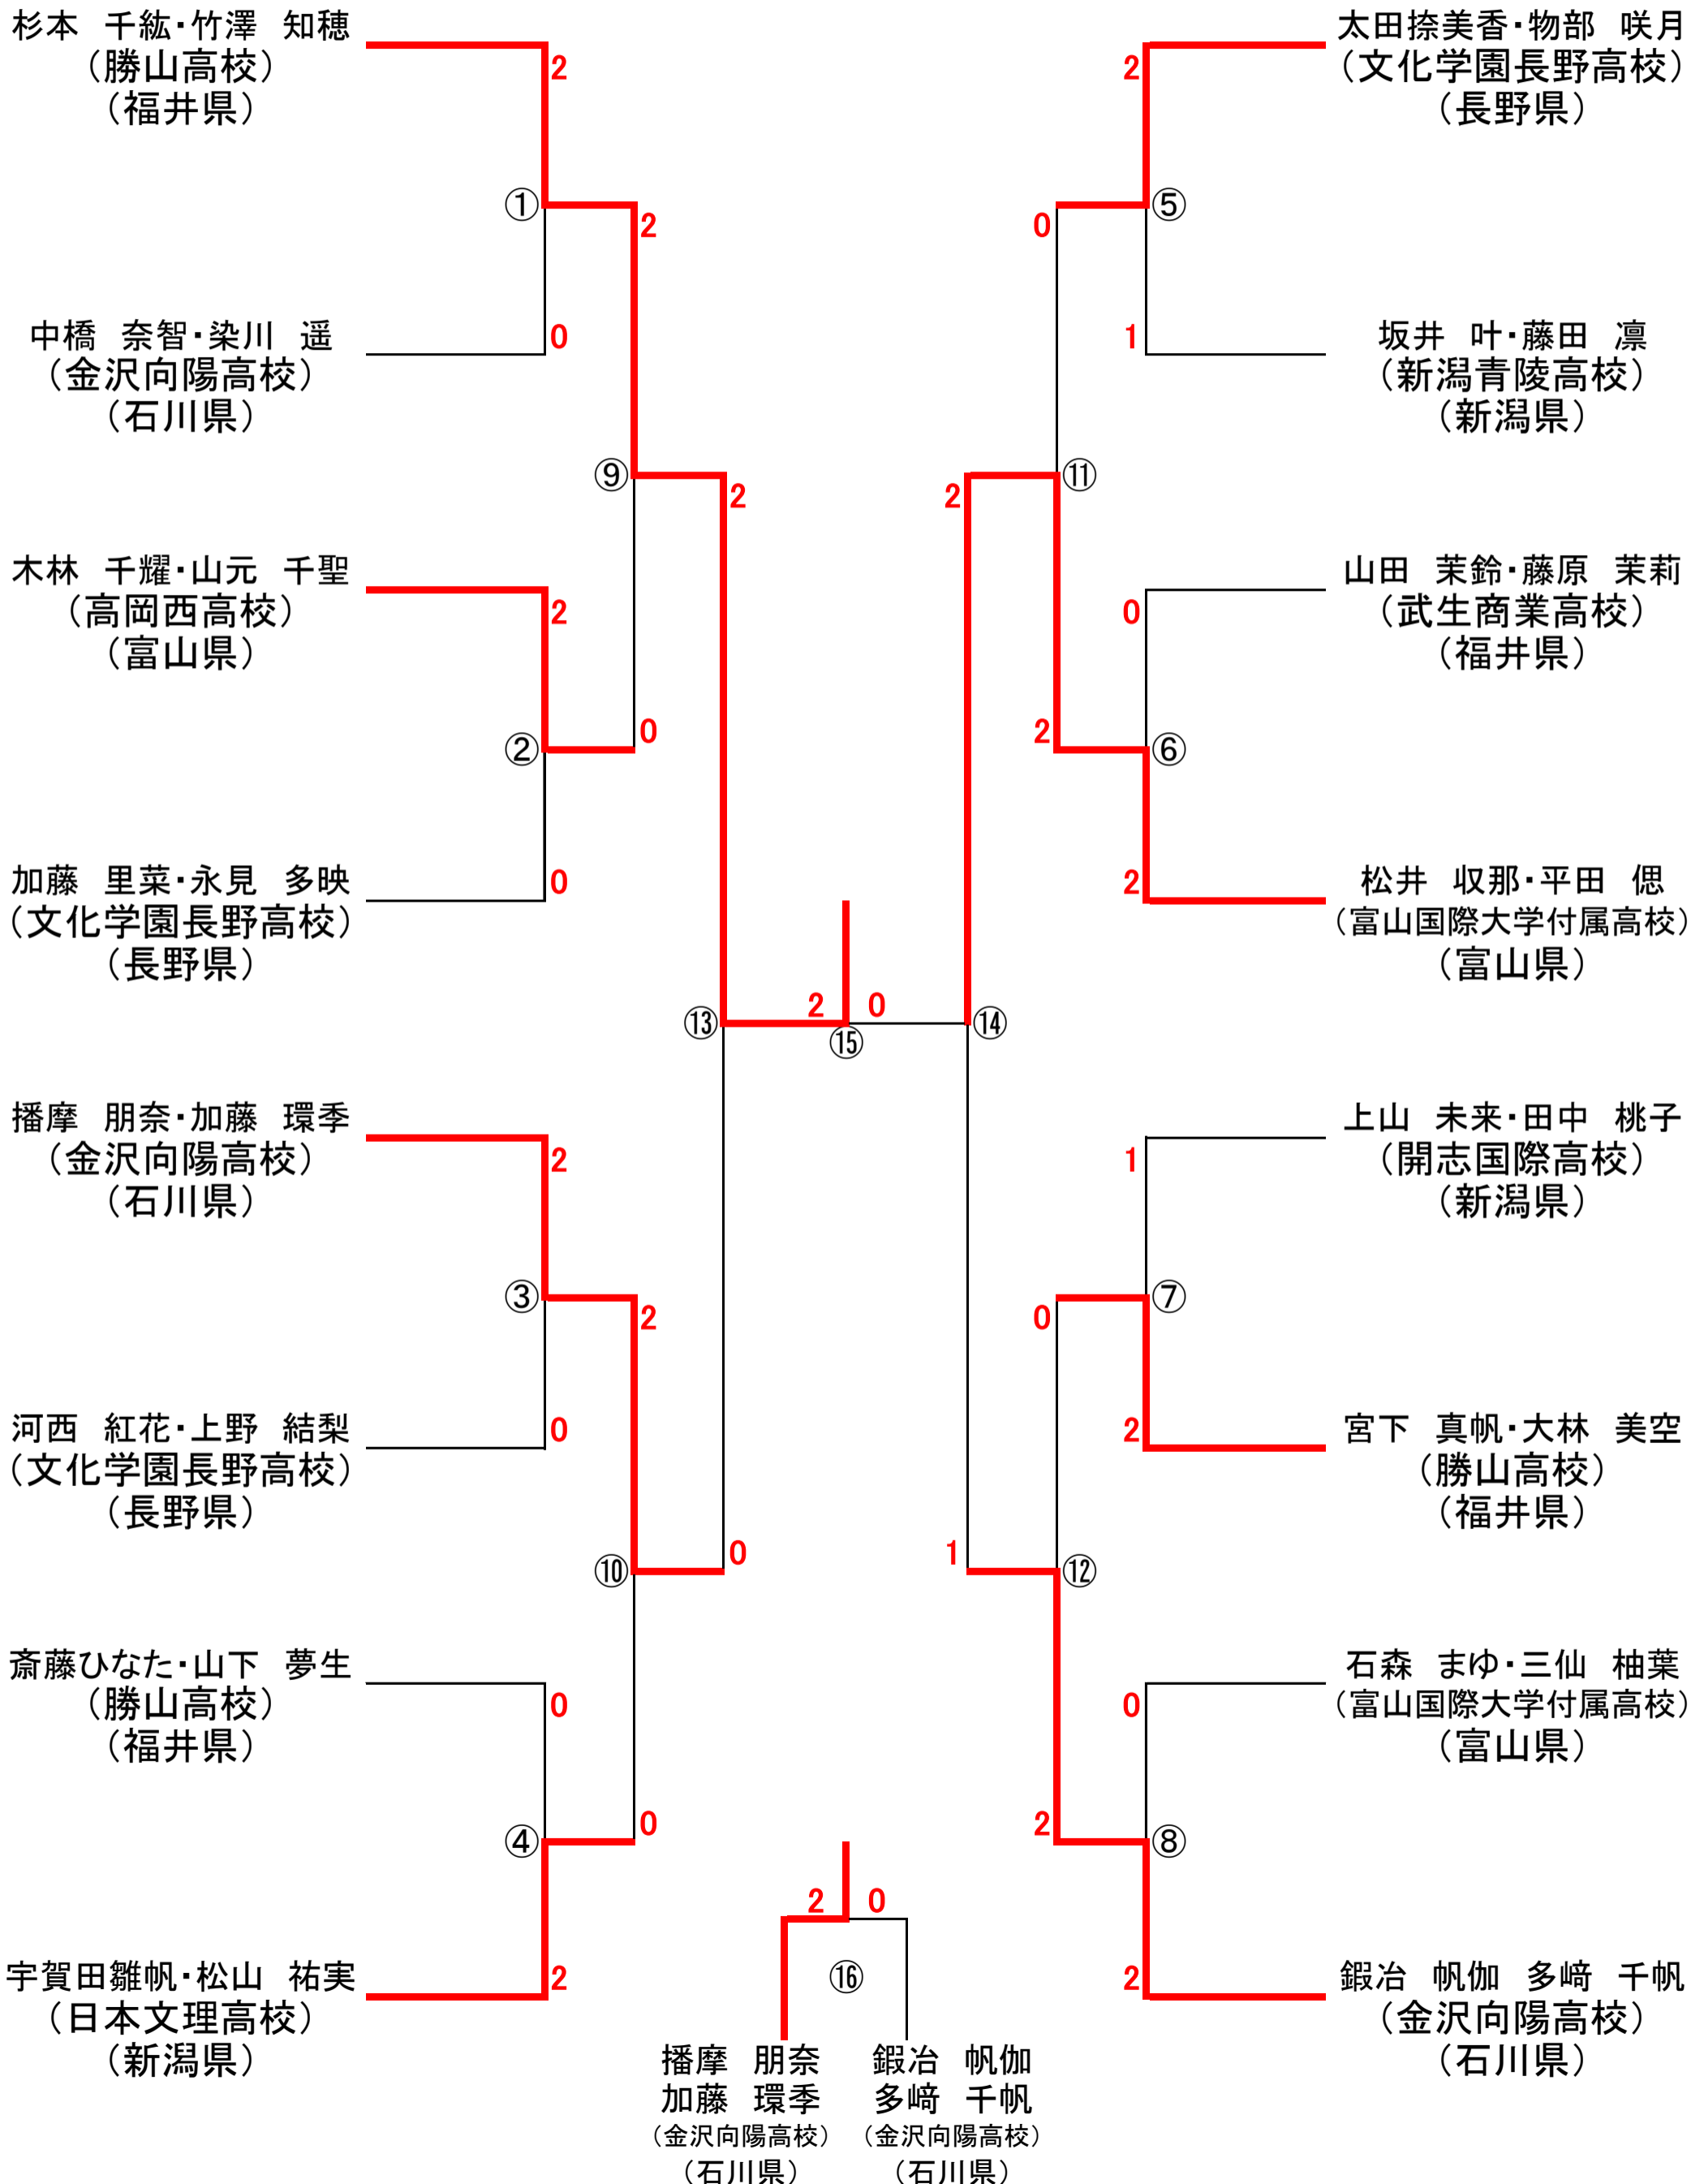 杉本　千紘・竹澤　知穂
（勝山高校）
（福井県）
2
①
2
中橋　奈智・染川　遥
（金沢向陽高校）
（石川県）
0
⑨
2
木林　千耀・山元　千聖
（高岡西高校）
（富山県）
2
②
0
加藤　里菜・永見　多映
（文化学園長野高校）
（長野県）
0
⑬
播摩　朋奈・加藤　環季
（金沢向陽高校）
（石川県）
2
③
2
河西　紅花・上野　結梨
（文化学園長野高校）
（長野県）
0
⑩
0
斎藤ひなた・山下　夢生
（勝山高校）
（福井県）
0
④
0
宇賀田雛帆・松山　祐実
（日本文理高校）
（新潟県）
2
2
0
⑮
太田捺美香・物部　咲月
（文化学園長野高校）
（長野県）
2
⑤
0
坂井　叶・藤田　凛
（新潟青陵高校）
（新潟県）
1
⑪
2
山田　茉鈴・藤原　茉莉
（武生商業高校）
（福井県）
0
⑥
2
松井　収那・平田　偲
（富山国際大学付属高校）
（富山県）
2
⑭
上山　未来・田中　桃子
（開志国際高校）
（新潟県）
1
⑦
0
宮下　真帆・大林　美空
（勝山高校）
（福井県）
2
⑫
1
石森　まゆ・三仙　柚葉
（富山国際大学付属高校）
（富山県）
0
⑧
2
鍜冶　帆伽　多﨑　千帆
（金沢向陽高校）
（石川県）
2
2
0
⑯
播摩　朋奈
加藤　環季
（金沢向陽高校）
（石川県）
鍜冶　帆伽
多﨑　千帆
（金沢向陽高校）
（石川県）